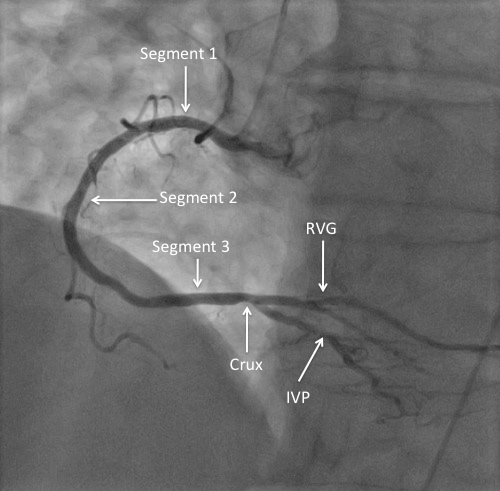 Segment 1
Segment 2
RVG
Segment 3
Crux
IVP